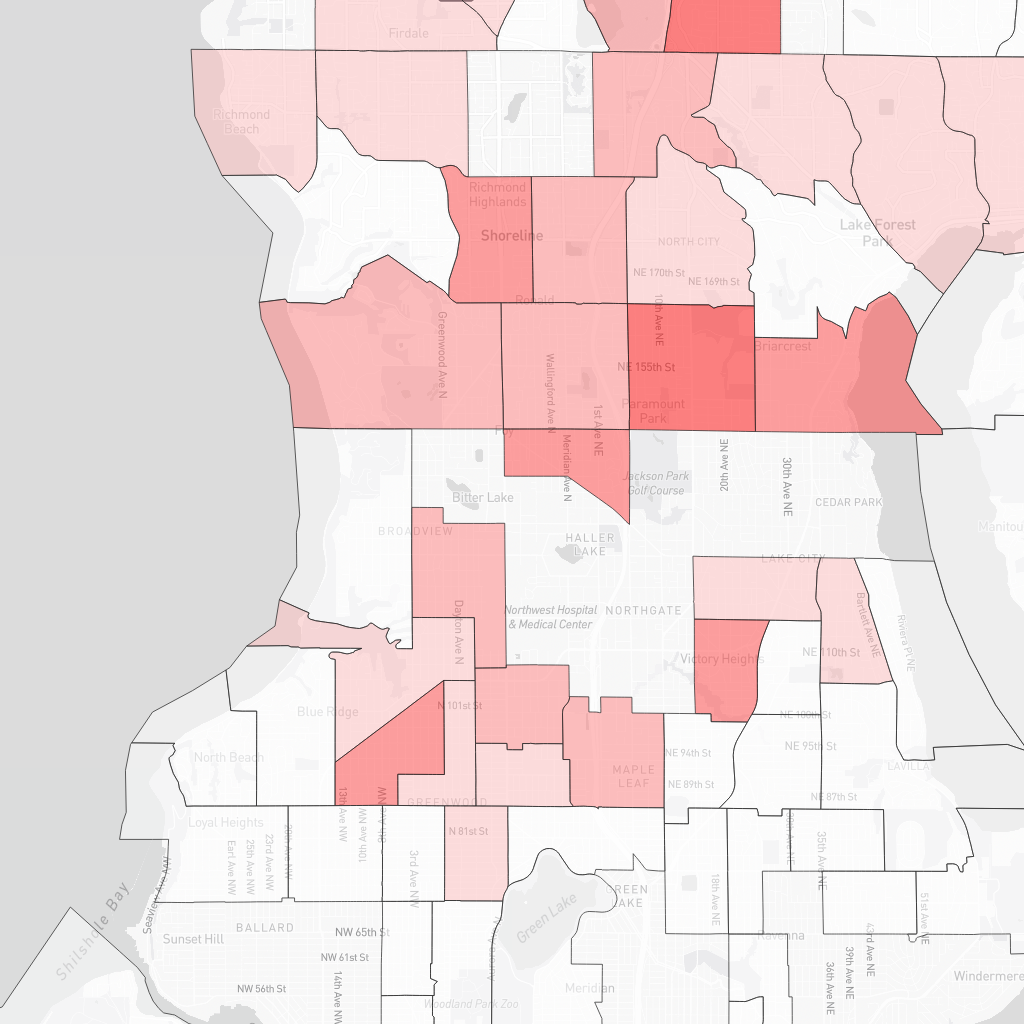 Firdale
Richmond
Beach
Richmond
Highlands
Shoreline
Lake Forest
Park
NORTH CITY
NE 170th St
NE 169th St
Ronald
10th Ave NE
Greenwood Ave N
Briarcrest
Wallingford Ave N
NE 155th St
1st Ave NE
Paramount
Park
Foy
Meridian Ave N
20th Ave NE
30th Ave NE
Jackson Park
Golf Course
Bitter Lake
CEDAR PARK
BROADVIEW
Manitou
HALLER
LAKE
LAKE CITY
Dayton Ave N
Northwest Hospital
& Medical Center
NORTHGATE
Bartlett Ave NE
Riviera Pl NE
Victory Heights
NE 110th St
N 101st St
Blue Ridge
NE 100th St
NE 95th St
NE 94th St
North Beach
MAPLE
LEAF
LAVILLA
NE 89th St
NE 87th St
13th Ave NW
10th Ave NW
8th Ave NW
GREENWOOD
Loyal Heights
N 81st St
Earl Ave NW
25th Ave NW
23rd Ave NW
20th Ave NW
3rd Ave NW
35th Ave NE
18th Ave NE
Seaview Ave NW
GREEN
LAKE
Green Lake
51st Ave NE
Shilshole Bay
BALLARD
Sunset Hill
NW 65th St
Ravenna
43rd Ave NE
39th Ave NE
36th Ave NE
NW 61st St
Windermere
NW 56th St
14th Ave NW
Woodland Park Zoo
Meridian